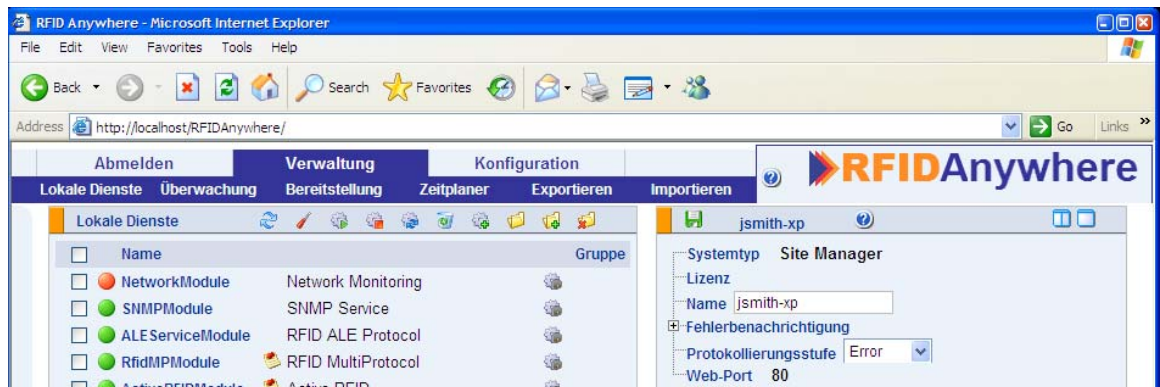 RFID Anywhere - Microsoft Internet Explorer
File Edit View Favorites Tools Help
Back Search Favorites
Address http://localhost/RFIDAnywhere/ Go Links »
Abmelden Verwaltung Konfiguration
RFIDAnywhere
Lokale Dienste Überwachung Bereitstellung Zeitplaner Exportieren Importieren
Lokale Dienste
Name Gruppe
NetworkModule Network Monitoring
SNMPModule SNMP Service
ALEServiceModule RFID ALE Protocol
RfidMPModule RFID MultiProtocol
ActiveRFIDModule Active RFID
jsmith-xp
Systemtyp Site Manager
Lizenz
Name jsmith-xp
Fehlerbenachrichtigung
Protokollierungsstufe Error
Web-Port 80